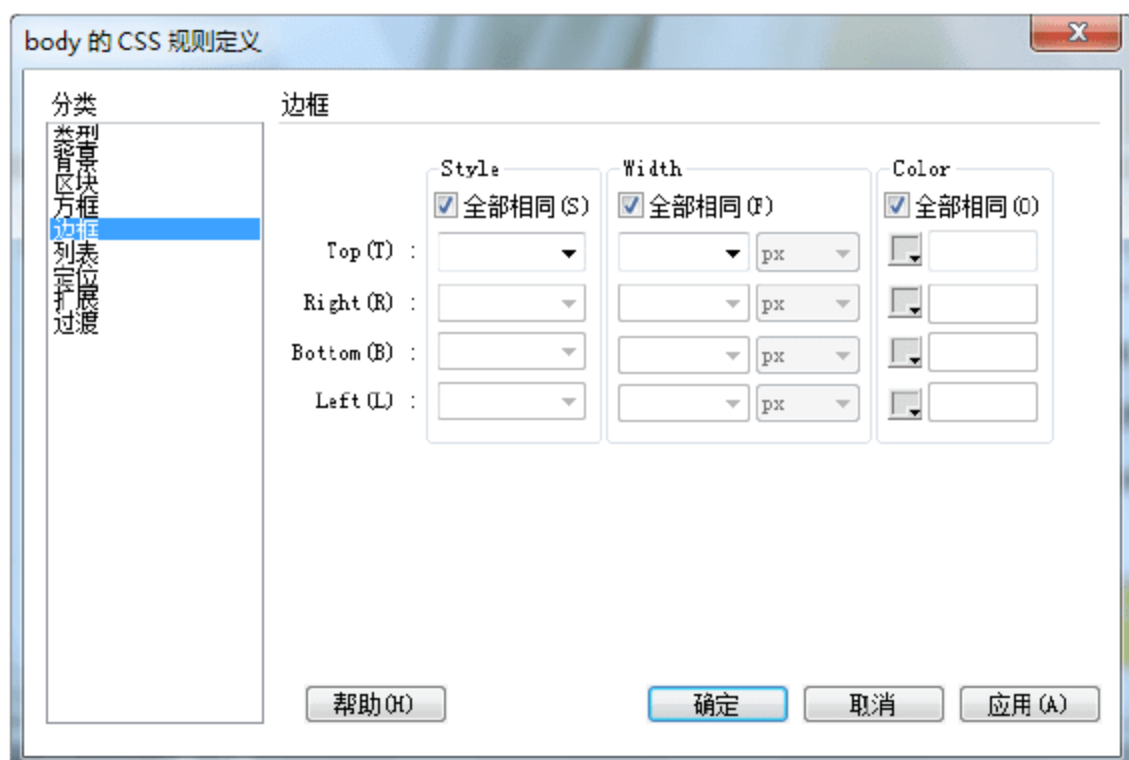 body 的 CSS 规则定义
分类
类型
背景
区块
方框
边框
列表
定位
扩展
过渡
边框
Style Width Color
全部相同(S) 全部相同(F) 全部相同(O)
Top(T) : px
Right(R) : px
Bottom(B) : px
Left(L) : px
帮助(H) 确定 取消 应用(A)